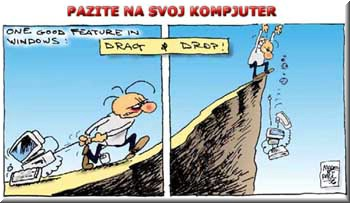 PAZITE NA SVOJ KOMPJUTER
ONE GOOD FEATURE IN
WINDOWS:
DRAG & DROP!